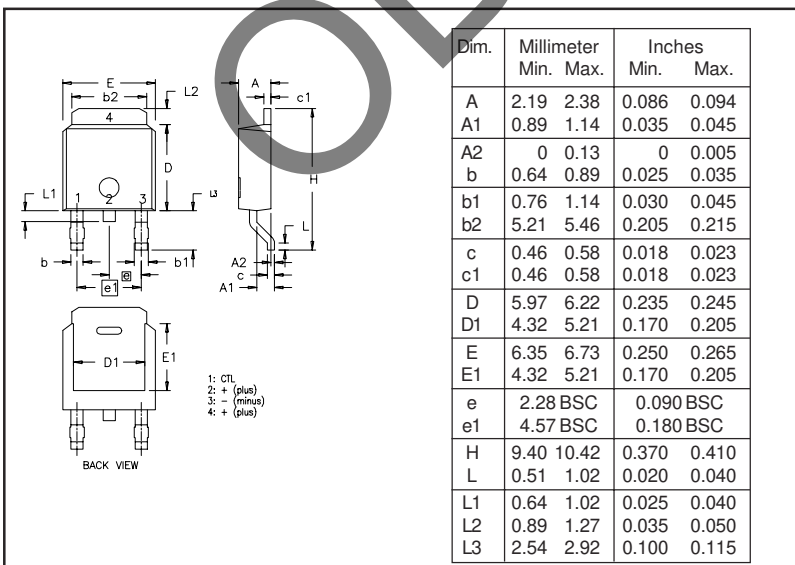 E
b2
L2
4
D
L1
1 2 3
L3
b
b1
e
e1
A
c1
H
L
A2
c
A1
D1
E1
BACK VIEW
1: CTL
2: + (plus)
3: – (minus)
4: + (plus)
Dim. Millimeter Inches
Min. Max. Min. Max.
A 2.19 2.38 0.086 0.094
A1 0.89 1.14 0.035 0.045
A2 0 0.13 0 0.005
b 0.64 0.89 0.025 0.035
b1 0.76 1.14 0.030 0.045
b2 5.21 5.46 0.205 0.215
c 0.46 0.58 0.018 0.023
c1 0.46 0.58 0.018 0.023
D 5.97 6.22 0.235 0.245
D1 4.32 5.21 0.170 0.205
E 6.35 6.73 0.250 0.265
E1 4.32 5.21 0.170 0.205
e 2.28 BSC 0.090 BSC
e1 4.57 BSC 0.180 BSC
H 9.40 10.42 0.370 0.410
L 0.51 1.02 0.020 0.040
L1 0.64 1.02 0.025 0.040
L2 0.89 1.27 0.035 0.050
L3 2.54 2.92 0.100 0.115